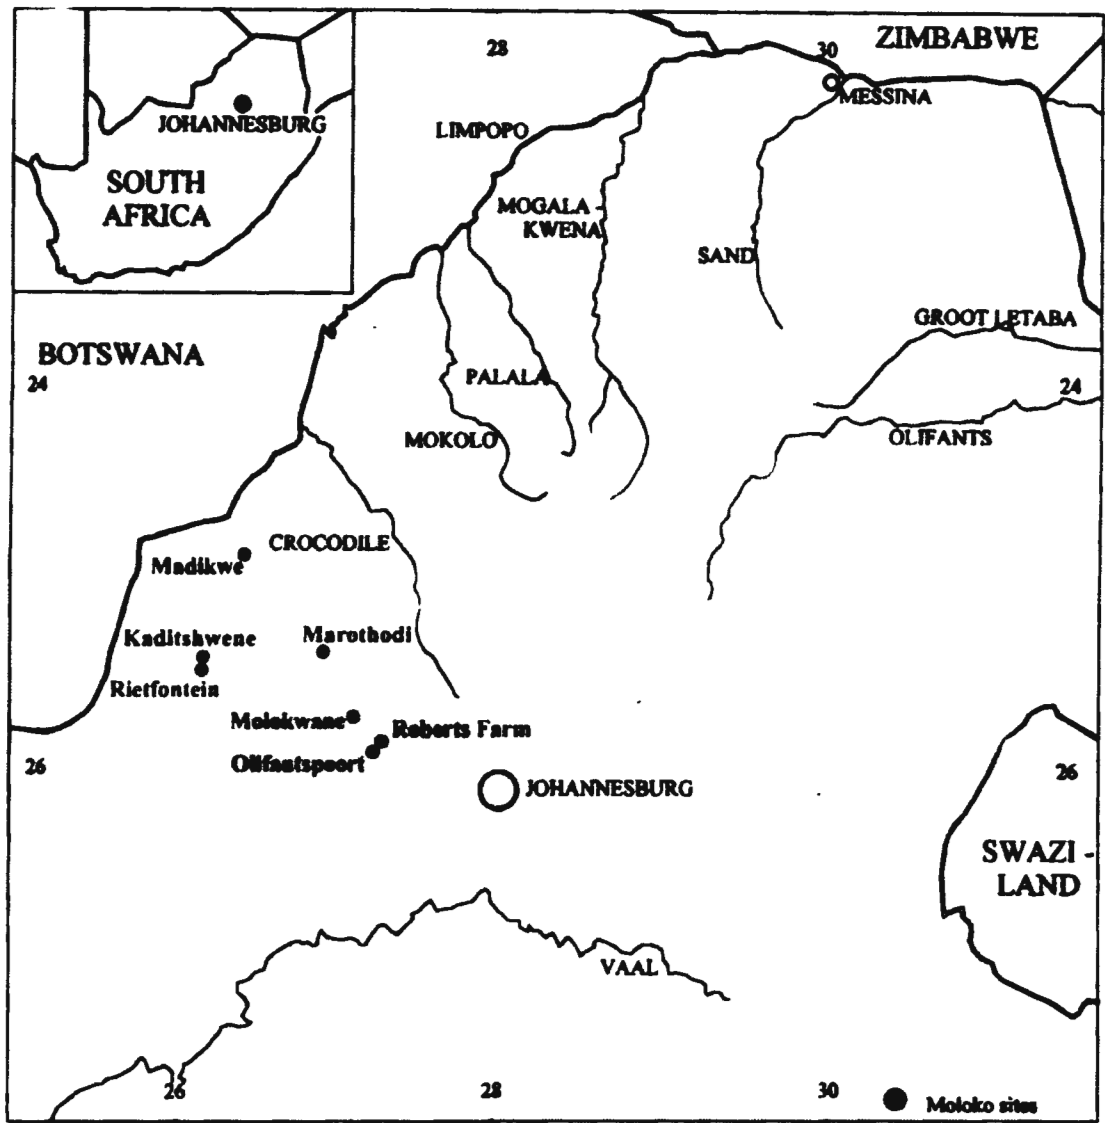 28
30
ZIMBABWE
MESSINA
JOHANNESBURG
LIMPOPO
SOUTH
AFRICA
MOGALA -
KWENA
SAND
GROOT LETABA
BOTSWANA
24
PALALA
24
MOKOLO
OLIFANTS
CROCODILE
Madikwe
Kaditshwene
Marothodi
Rietfontein
Molokwane
Roberts Farm
Olifantspoort
26
26
JOHANNESBURG
SWAZI -
LAND
VAAL
26
28
30
Moloko sites